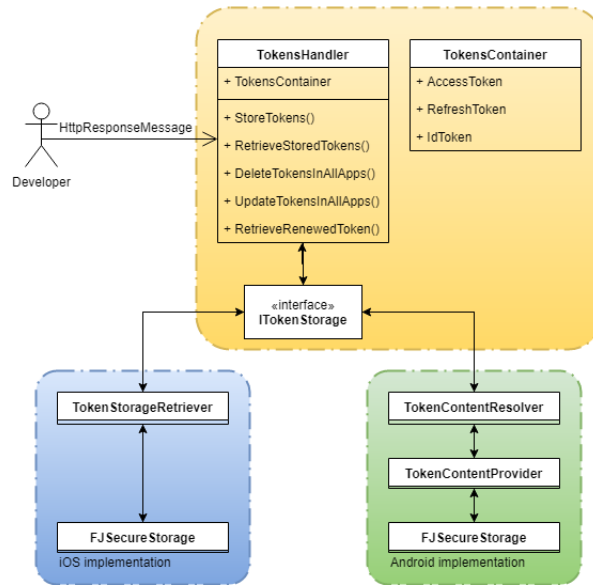 TokensHandler
+ TokensContainer
+ StoreTokens()
+ RetrieveStoredTokens()
+ DeleteTokensInAllApps()
+ UpdateTokensInAllApps()
+ RetrieveRenewedToken()
TokensContainer
+ AccessToken
+ RefreshToken
+ IdToken
HttpResponseMessage
Developer
«interface»
ITokenStorage
TokenStorageRetriever
FJSecureStorage
iOS implementation
TokenContentResolver
TokenContentProvider
FJSecureStorage
Android implementation